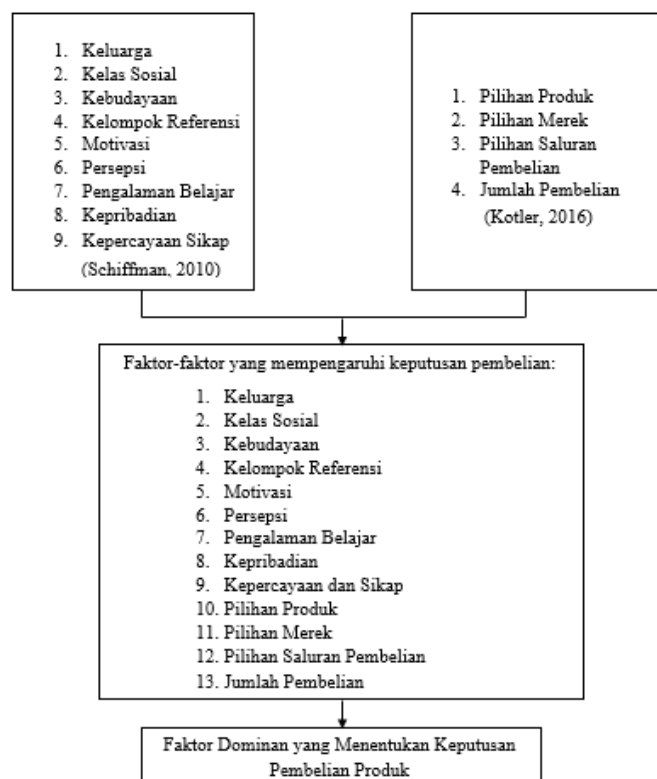 1. Keluarga
2. Kelas Sosial
3. Kebudayaan
4. Kelompok Referensi
5. Motivasi
6. Persepsi
7. Pengalaman Belajar
8. Kepribadian
9. Kepercayaan Sikap
(Schiffman, 2010)
1. Pilihan Produk
2. Pilihan Merek
3. Pilihan Saluran
Pembelian
4. Jumlah Pembelian
(Kotler, 2016)
Faktor-faktor yang mempengaruhi keputusan pembelian:
1. Keluarga
2. Kelas Sosial
3. Kebudayaan
4. Kelompok Referensi
5. Motivasi
6. Persepsi
7. Pengalaman Belajar
8. Kepribadian
9. Kepercayaan dan Sikap
10. Pilihan Produk
11. Pilihan Merek
12. Pilihan Saluran Pembelian
13. Jumlah Pembelian
Faktor Dominan yang Menentukan Keputusan
Pembelian Produk